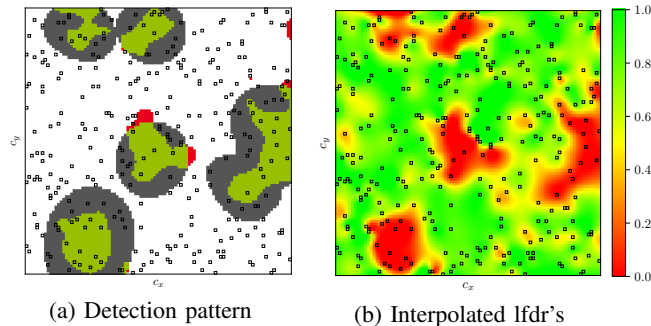 1.0
0.8
0.6
0.4
0.2
0.0
c_y
c_y
c_x
c_x
(a) Detection pattern
(b) Interpolated lfdr's